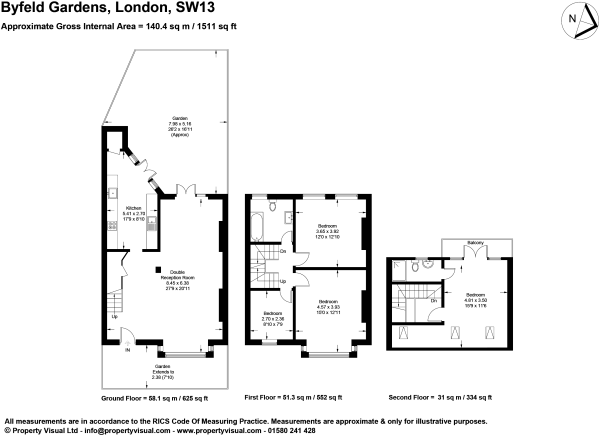 Byfeld Gardens, London, SW13
Approximate Gross Internal Area = 140.4 sq m / 1511 sq ft
N
Garden
7.98 x 5.16
26'2 x 16'11
(Approx)
Kitchen
5.41 x 2.70
17'9 x 8'10
Double
Reception Room
8.45 x 6.38
27'9 x 20'11
Up
IN
Garden
Extends to
2.38 (7'10)
Ground Floor = 58.1 sq m / 625 sq ft
Bedroom
3.65 x 3.92
12'0 x 12'10
Dn
Up
Bedroom
4.57 x 3.93
15'0 x 12'11
Bedroom
2.70 x 2.36
8'10 x 7'9
First Floor = 51.3 sq m / 552 sq ft
Balcony
Bedroom
4.81 x 3.50
15'9 x 11'6
Dn
Second Floor = 31 sq m / 334 sq ft
All measurements are in accordance to the RICS Code Of Measuring Practice. Measurements are approximate & only for illustrative purposes.
© Property Visual Ltd - info@propertyvisual.com - www.propertyvisual.com - 01580 241 428